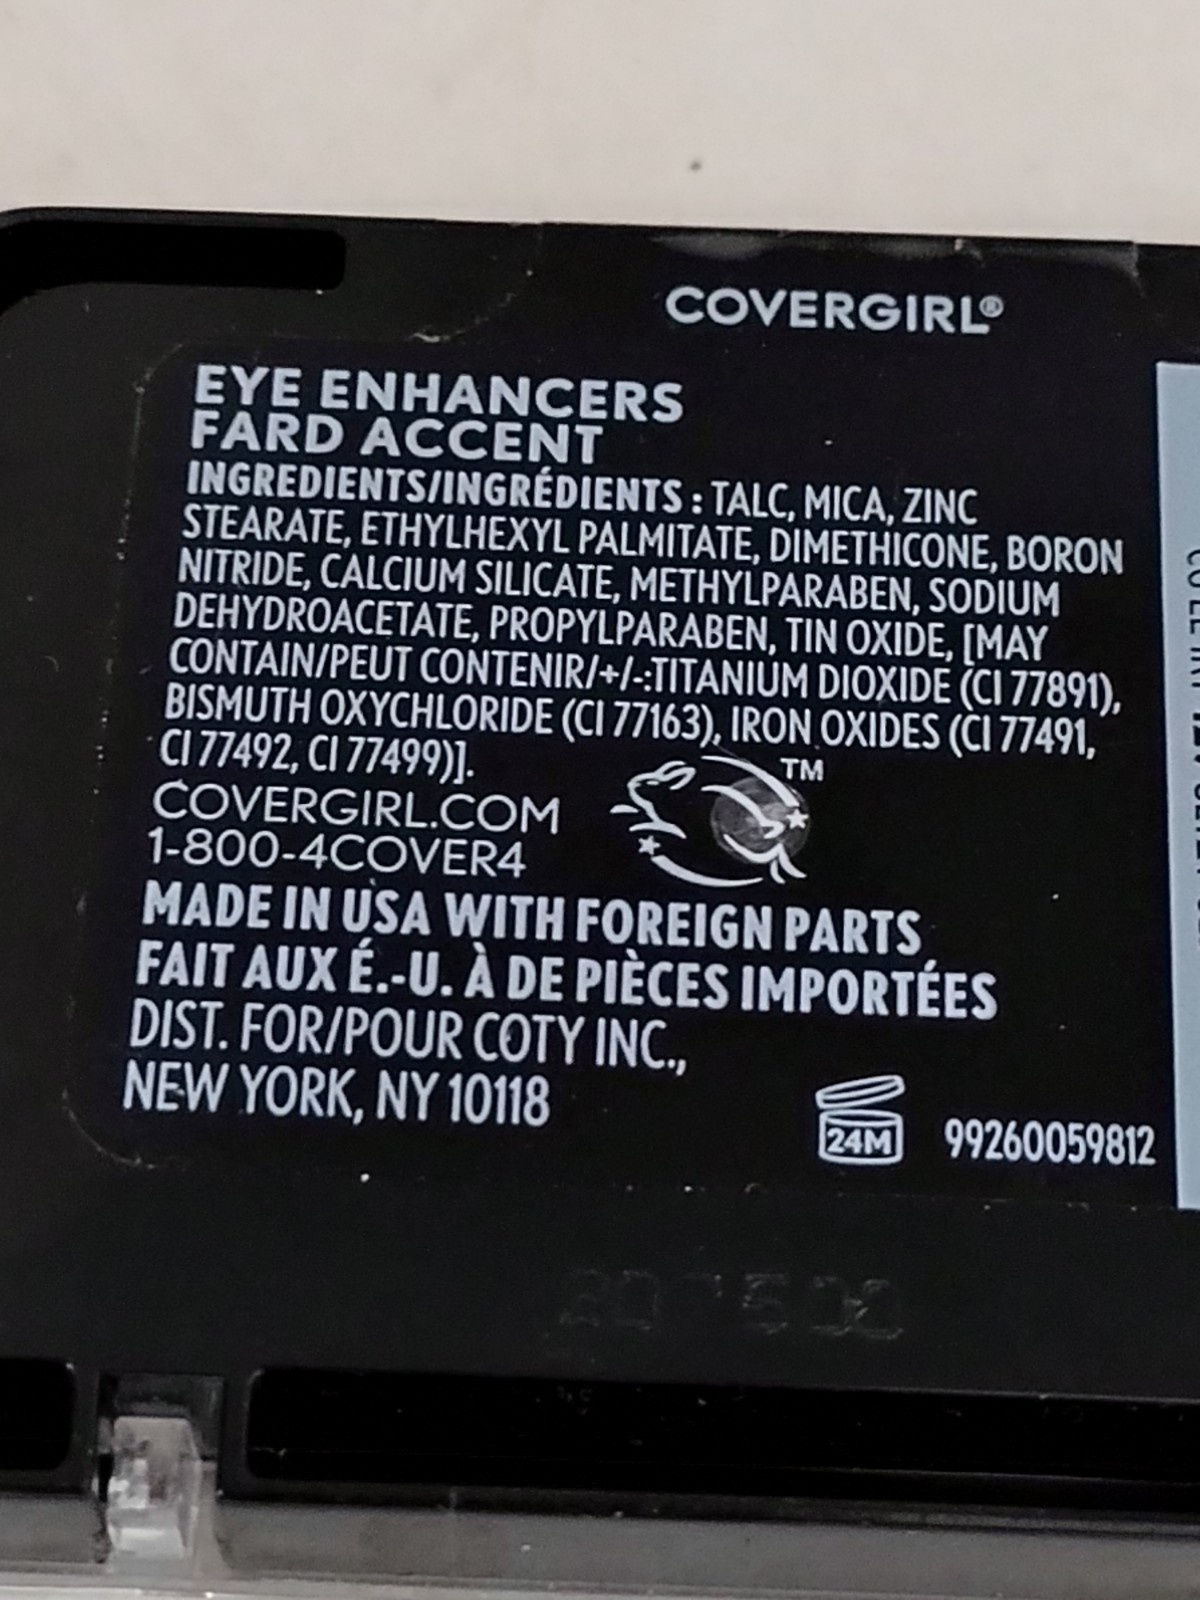 COVERGIRL®
EYE ENHANCERS
FARD ACCENT
INGREDIENTS/INGRÉDIENTS : TALC, MICA, ZINC
STEARATE, ETHYLHEXYL PALMITATE, DIMETHICONE, BORON
NITRIDE, CALCIUM SILICATE, METHYLPARABEN, SODIUM
DEHYDROACETATE, PROPYLPARABEN, TIN OXIDE, [MAY
CONTAIN/PEUT CONTENIR/+/-:TITANIUM DIOXIDE (CI 77891),
BISMUTH OXYCHLORIDE (CI 77163), IRON OXIDES (CI 77491,
CI 77492, CI 77499)].
TM
COVERGIRL.COM
1-800-4COVER4
MADE IN USA WITH FOREIGN PARTS
FAIT AUX É.-U. À DE PIÈCES IMPORTÉES
DIST. FOR/POUR COTY INC.,
NEW YORK, NY 10118
24M
99260059812